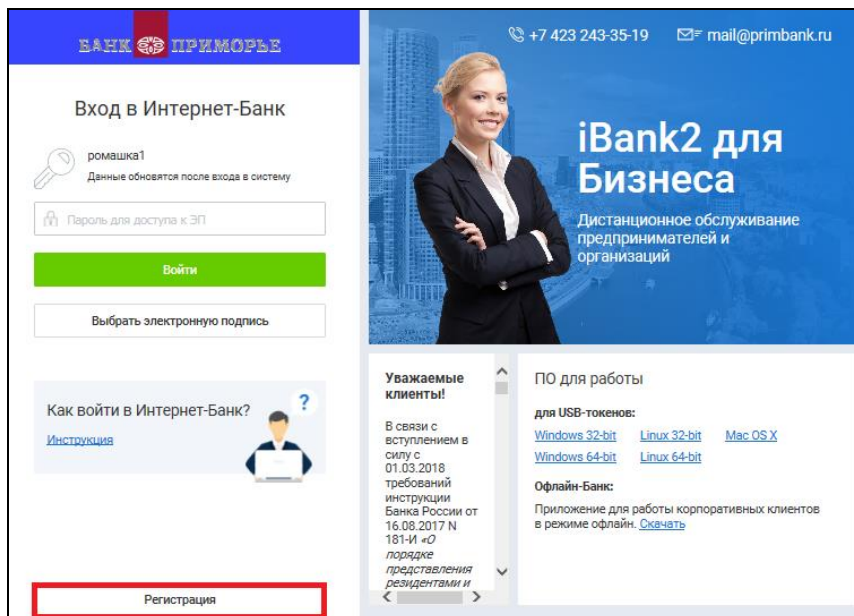 БАНК ПРИМОРЬЕ
Вход в Интернет-Банк
ромашка1
Данные обновятся после входа в систему
Пароль для доступа к ЭП
Войти
Выбрать электронную подпись
Как войти в Интернет-Банк?
?
Инструкция
Регистрация
+7 423 243-35-19 mail@primbank.ru
iBank2 для
Бизнеса
Дистанционное обслуживание
предпринимателей и
организаций
Уважаемые
клиенты!
В связи с
вступлением в
силу с
01.03.2018
требований
инструкции
Банка России от
16.08.2017 N
181-И «О
порядке
представления
резидентами и
ПО для работы
для USB-токенов:
Windows 32-bit Linux 32-bit Mac OS X
Windows 64-bit Linux 64-bit
Офлайн-Банк:
Приложение для работы корпоративных клиентов
в режиме офлайн. Скачать